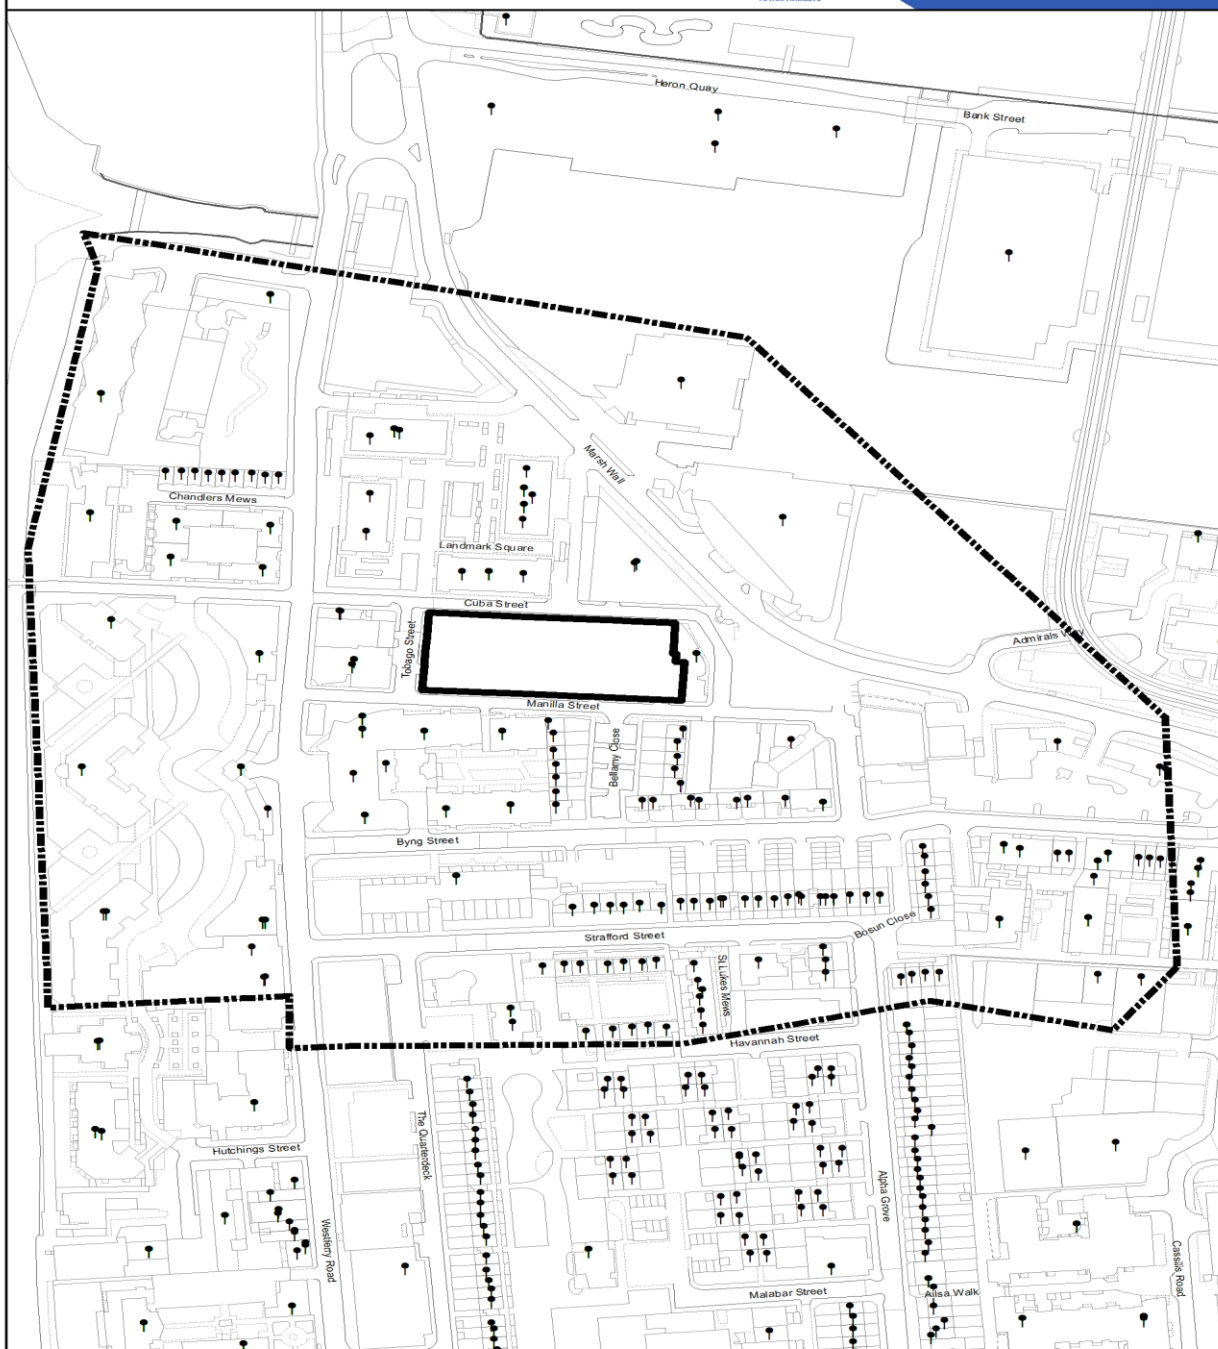 Heron Quay
Bank Street
Marsh Wall
Chandlers Mews
Landmark Square
Cuba Street
Tobago Street
Admirals W
Manilla Street
Bellamy Close
Byng Street
Bosun Close
Strafford Street
St Lukes Mews
Havannah Street
The Quarterdeck
Hutchings Street
Alpha Grove
Westferry Road
Cassilis Road
Malabar Street
Ailsa Walk